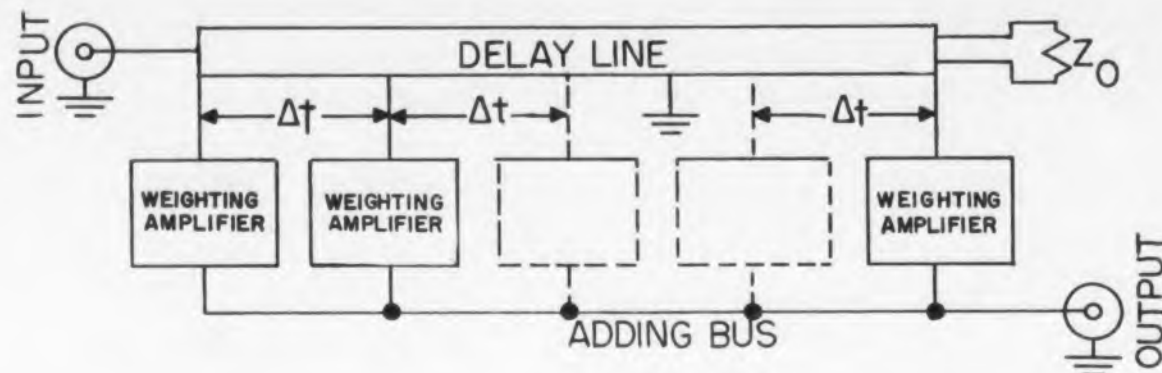 INPUT
DELAY LINE
Z0
Δt
Δt
Δt
WEIGHTING
AMPLIFIER
WEIGHTING
AMPLIFIER
WEIGHTING
AMPLIFIER
ADDING BUS
OUTPUT